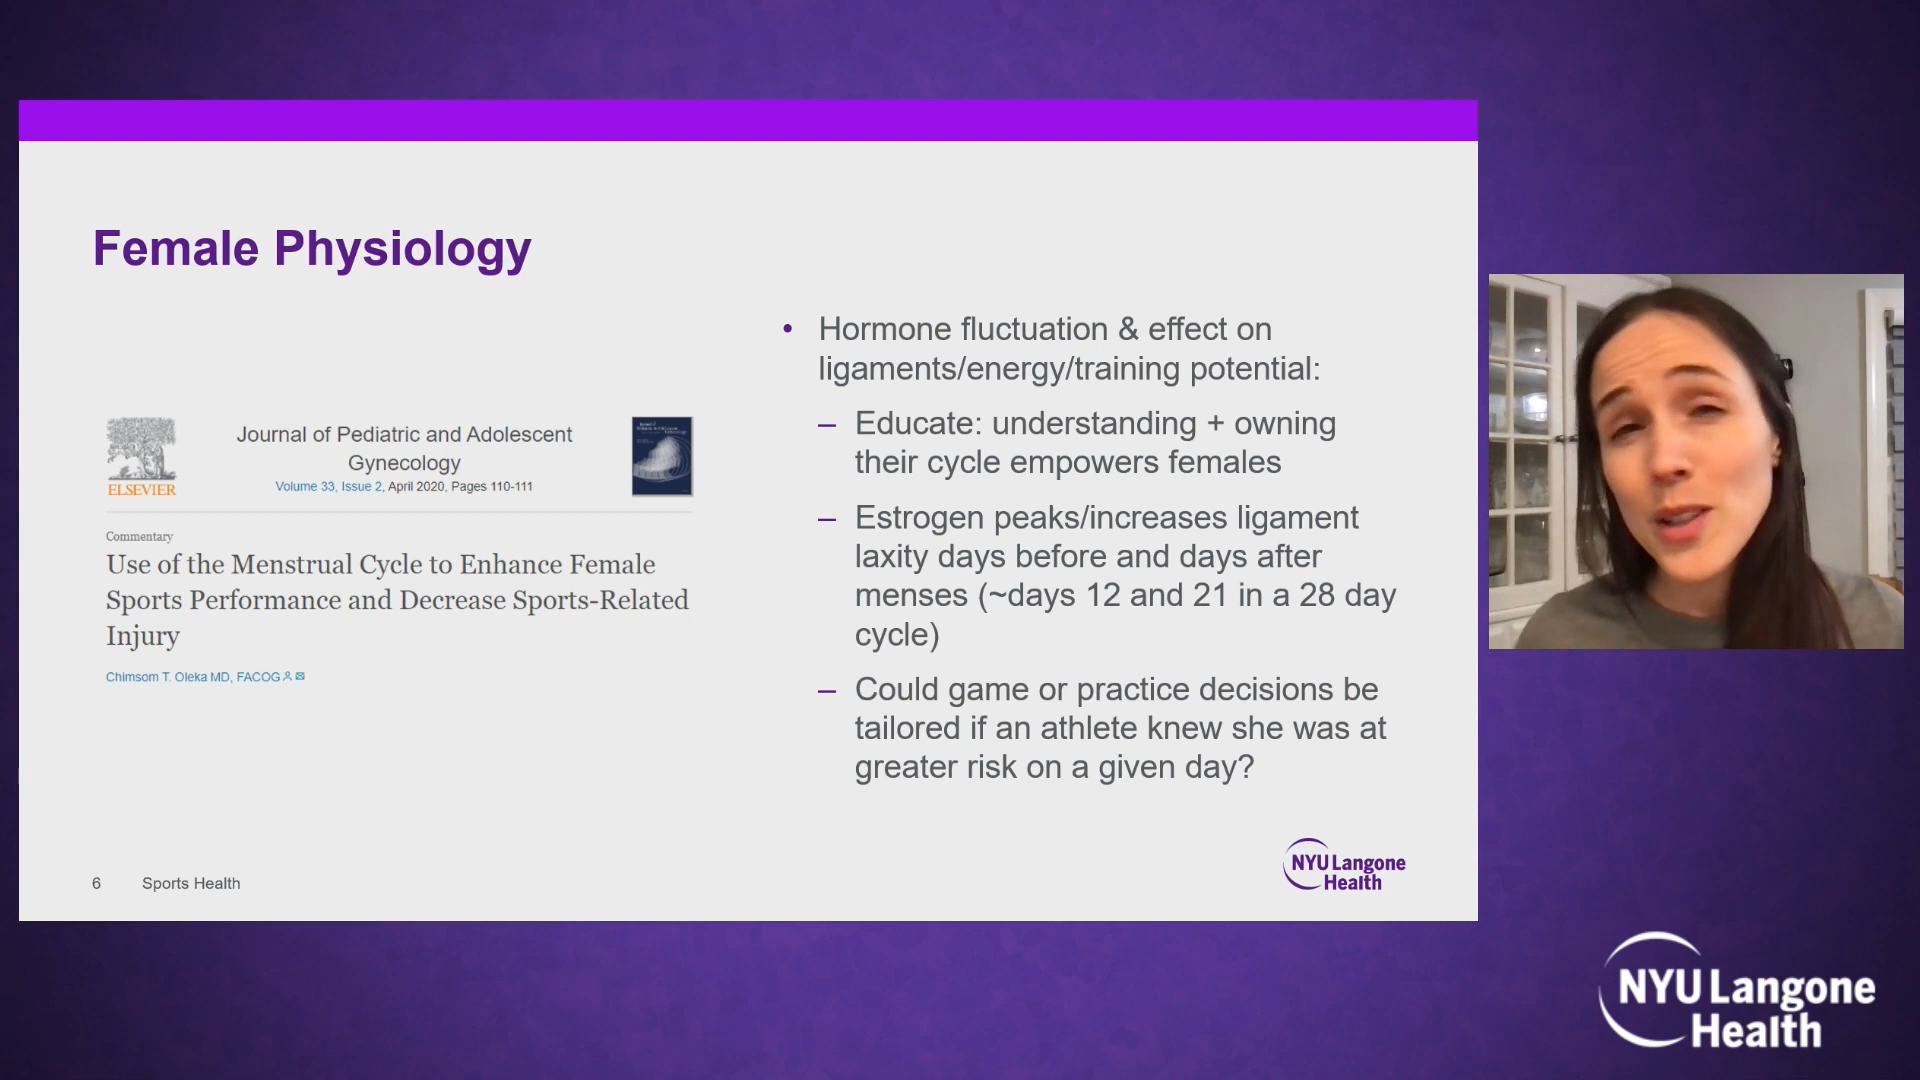 Female Physiology
ELSEVIER
Journal of Pediatric and Adolescent
Gynecology
Volume 33, Issue 2, April 2020, Pages 110-111
Commentary
Use of the Menstrual Cycle to Enhance Female
Sports Performance and Decrease Sports-Related
Injury
Chimsom T. Oleka MD, FACOG
• Hormone fluctuation & effect on
ligaments/energy/training potential:
– Educate: understanding + owning
their cycle empowers females
– Estrogen peaks/increases ligament
laxity days before and days after
menses (~days 12 and 21 in a 28 day
cycle)
– Could game or practice decisions be
tailored if an athlete knew she was at
greater risk on a given day?
6 Sports Health
NYU Langone
Health
NYU Langone
Health